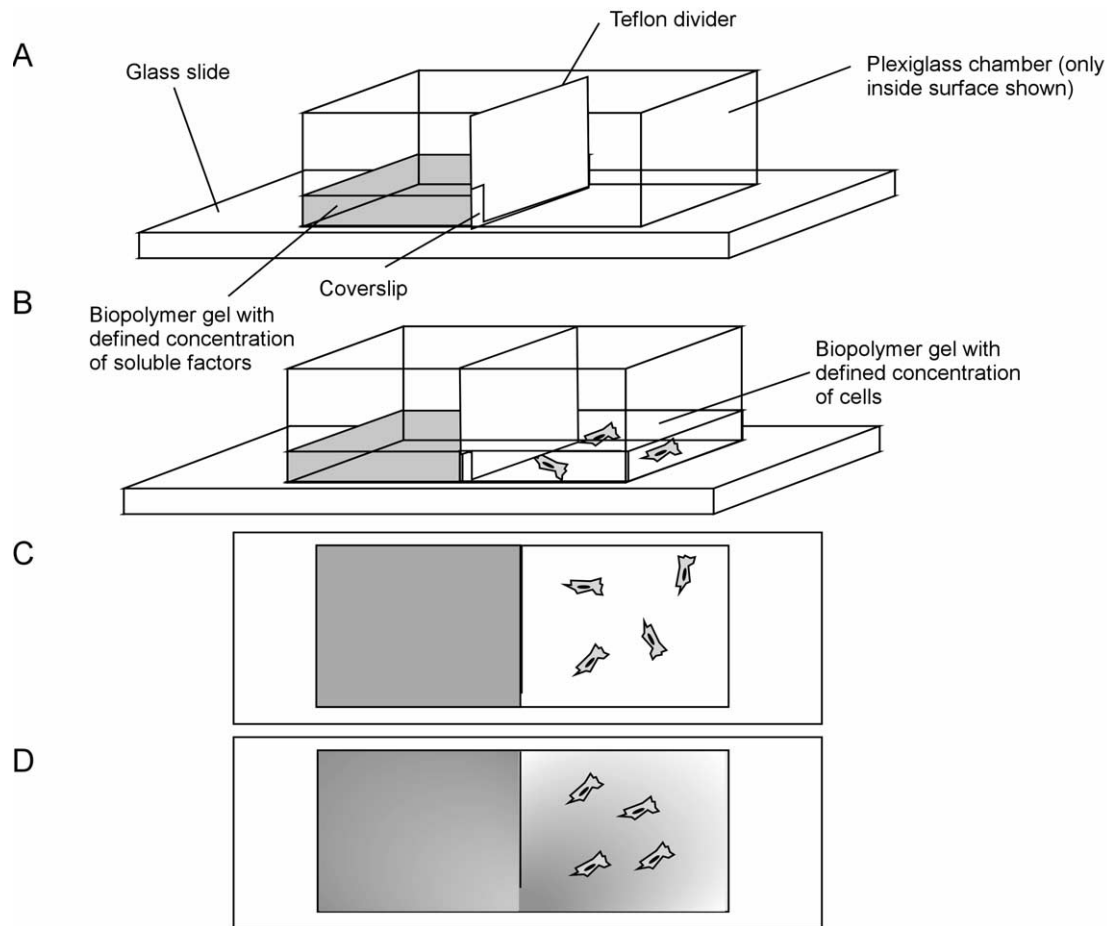 A
Teflon divider
Glass slide
Plexiglass chamber (only
inside surface shown)
Coverslip
Biopolymer gel with
defined concentration
of soluble factors
B
Biopolymer gel with
defined concentration
of cells
C
D